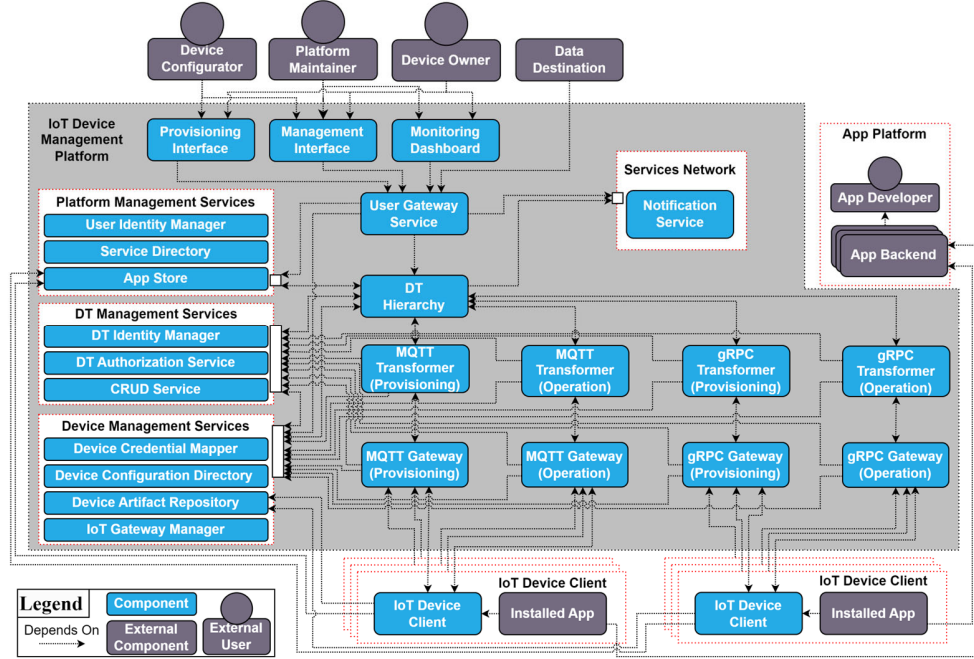 Device
Configurator
Platform
Maintainer
Device Owner
Data
Destination
IoT Device
Management
Platform
Provisioning
Interface
Management
Interface
Monitoring
Dashboard
App Platform
App Developer
App Backend
Services Network
Notification
Service
User Gateway
Service
Platform Management Services
User Identity Manager
Service Directory
App Store
DT
Hierarchy
DT Management Services
DT Identity Manager
DT Authorization Service
CRUD Service
MQTT
Transformer
(Provisioning)
MQTT
Transformer
(Operation)
gRPC
Transformer
(Provisioning)
gRPC
Transformer
(Operation)
Device Management Services
Device Credential Mapper
Device Configuration Directory
Device Artifact Repository
IoT Gateway Manager
MQTT Gateway
(Provisioning)
MQTT Gateway
(Operation)
gRPC Gateway
(Provisioning)
gRPC Gateway
(Operation)
IoT Device Client
IoT Device
Client
Installed App
IoT Device Client
IoT Device
Client
Installed App
Legend
Component
Depends On
External
Component
External
User